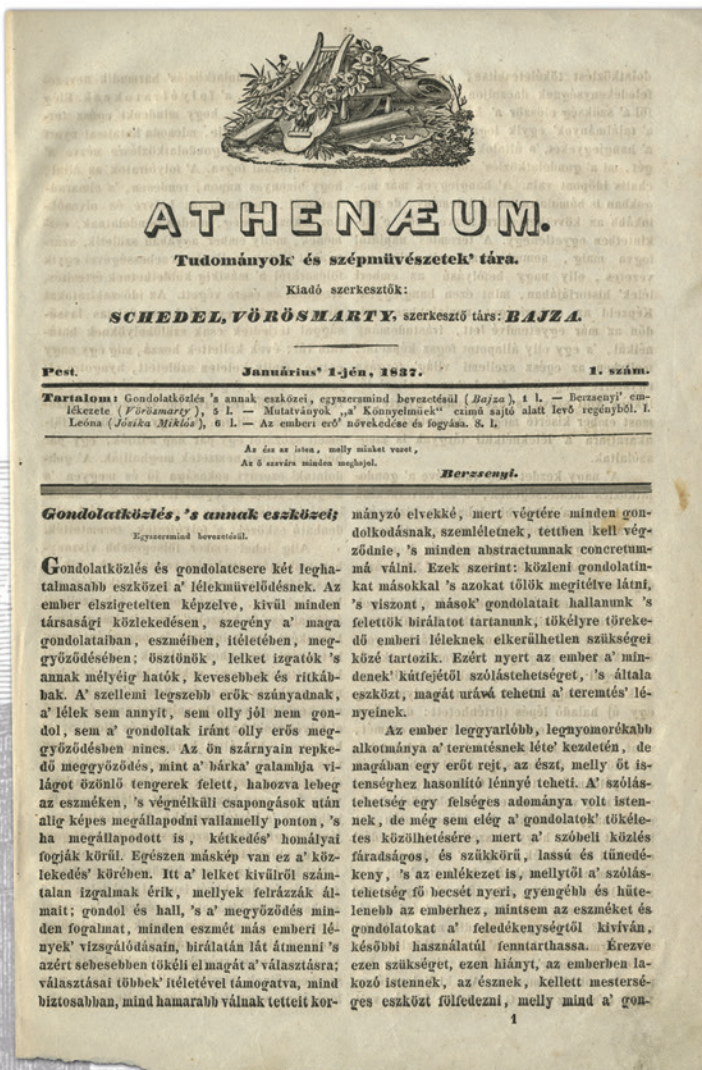 ATHENÆUM.
Tudományok és szépművészetek' tára.
Kiadó szerkesztők:
SCHEDEL, VÖRÖSMARTY, szerkesztő társ: BAJZA.
Pest. Januárius' 1-jén, 1837. 1. szám.
Tartalom: Gondolatközlés 's annak eszközei, egyszersmind bevezetésül (Bajza), 1 l. — Berzsenyi' em-
lékezete (Vörösmarty), 5 l. — Mutatványok „a' Könnyelmüek" czimű sajtó alatt levő regényből. I.
Leóna (Jósika Miklós), 6 l. — Az emberi erő' növekedése és fogyása. 8. l.
Az ész az isten, melly minket vezet,
Az ő szavára minden meghajol.
Berzsenyi.
Gondolatközlés, 's annak eszközei;
Egyszersmind bevezetésül.
Gondolatközlés és gondolatcsere két legha-
talmasabb eszközei a' lélekmüvelődésnek. Az
ember elszigetelten képzelve, kivül minden
társasági közlekedésen, szegény a' maga
gondolataiban, eszméiben, itéletében, meg-
győződésében; ösztönök, lelket izgatók 's
annak mélyéig hatók, kevesebbek és ritkáb-
bak. A' szellemi legszebb erők szúnyadnak,
a' lélek sem annyit, sem olly jól nem gon-
dol, sem a' gondoltak iránt olly erős meg-
győződésben nincs. Az ön szárnyain repke-
dő meggyőződés, mint a' bárka' galambja vi-
lágot özönlő tengerek felett, habozva lebeg
az eszméken, 's végnélküli csapongások után
alig képes megállapodni vallamelly ponton, 's
ha megállapodott is, kétkedés' homályai
fogják körül. Egészen máskép van ez a' köz-
lekedés' körében. Itt a' lelket kivülről szám-
talan izgalmak érik, mellyek felrázzák ál-
mait; gondol és hall, 's a' megyőződés min-
den fogalmat, minden eszmét más emberi lé-
nyek' vizsgálódásain, birálatán lát átmenni 's
azért sebesebben tökéli el magát a' választásra;
választásai többek' itéletével támogatva, mind
biztosabban, mind hamarabb válnak tetteit kor-
mányzó elvekké, mert végtére minden gon-
dolkodásnak, szemléletnek, tettben kell vég-
ződnie, 's minden abstractumnak concretum-
má válni. Ezek szerint: közleni gondolatin-
kat másokkal 's azokat tőlök megitélve látni,
's viszont, mások' gondolatait hallanunk 's
felettök birálatot tartanunk, tökélyre töreke-
dő emberi léleknek elkerülhetlen szükségei
közé tartozik. Ezért nyert az ember a' min-
denek' kútfejétől szólástehetséget, 's általa
eszközt, magát urává tehetni a' teremtés' lé-
nyeinek.
Az ember leggyarlóbb, legnyomorékabb
alkotmánya a' teremtésnek léte' kezdetén, de
magában egy erőt rejt, az észt, melly őt is-
tenséghez hasonlító lénnyé teheti. A' szólás-
tehetség egy felséges adománya volt isten-
nek, de még sem elég a' gondolatok' tökéle-
tes közölhetésére, mert a' szóbeli közlés
fáradságos, és szükkörű, lassú és tünedé-
keny, 's az emlékezet is, mellytől a' szólás-
tehetség fő becsét nyeri, gyengébb és hüte-
lenebb az emberhez, mintsem az eszméket és
gondolatokat a' feledékenységtől kivíván,
későbbi használatúl fenntarthassa. Érezve
ezen szükséget, ezen hiányt, az emberben la-
kozó istennek, az észnek, kellett mestersé-
ges eszközt fölfedezni, melly mind a' gon-
1